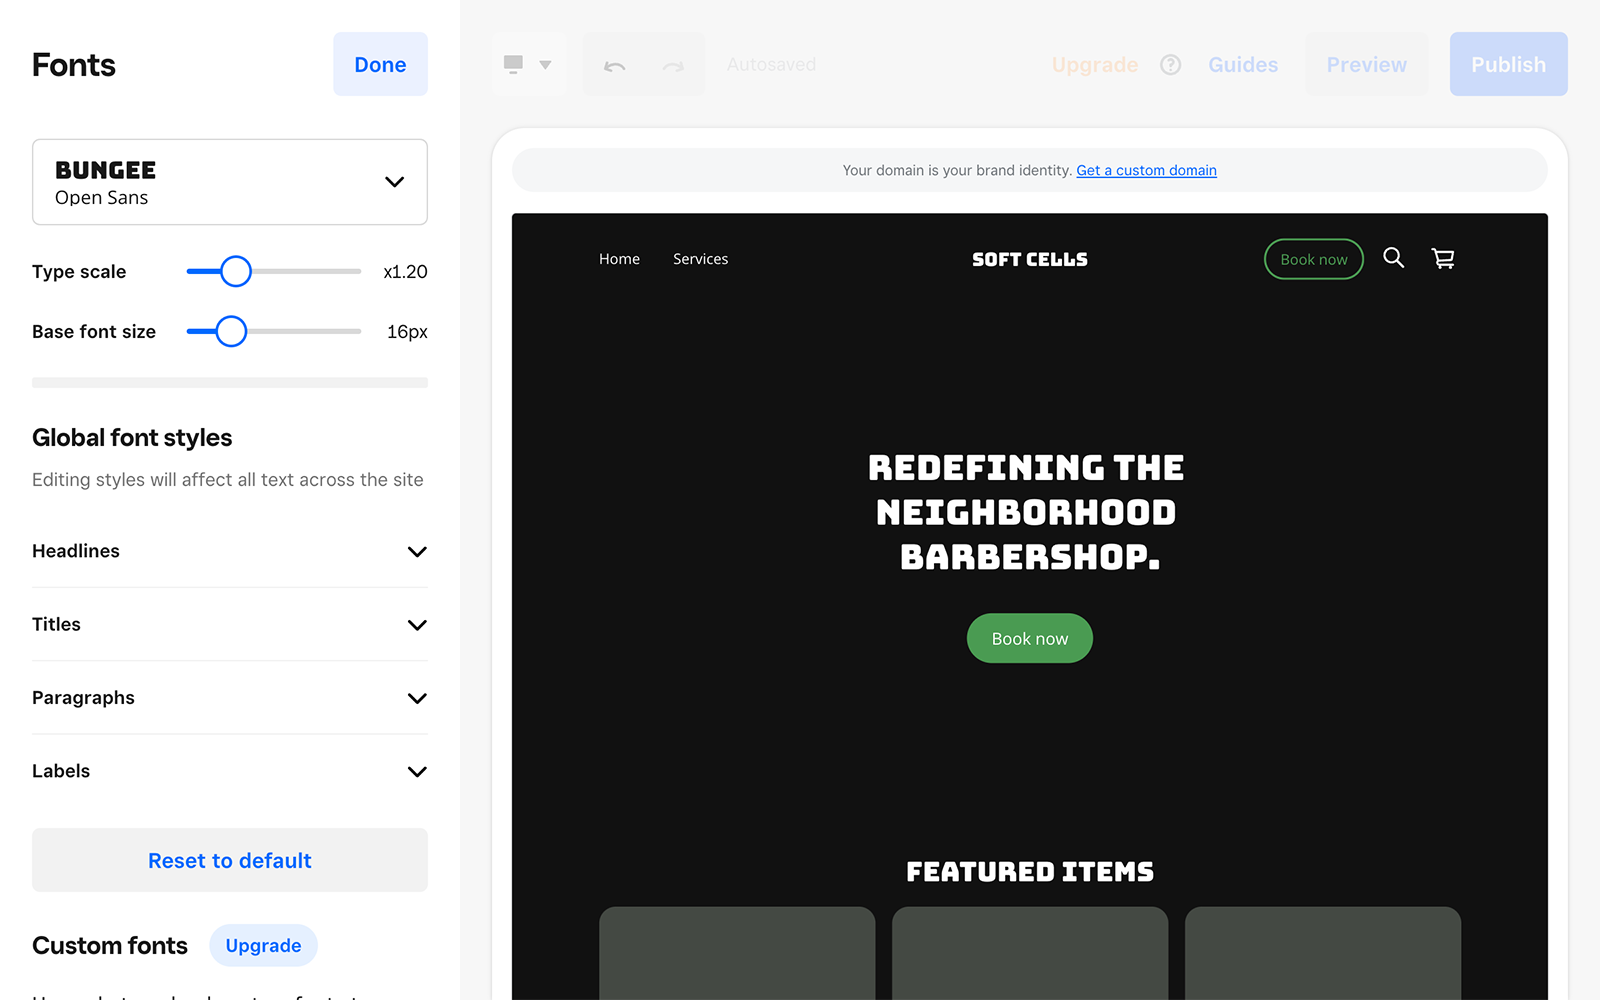 Fonts
Done
BUNGEE
Open Sans
Type scale
x1.20
Base font size
16px
Global font styles
Editing styles will affect all text across the site
Headlines
Titles
Paragraphs
Labels
Reset to default
Custom fonts
Upgrade
Autosaved
Upgrade
Guides
Preview
Publish
Your domain is your brand identity. Get a custom domain
Home
Services
SOFT CELLS
Book now
REDEFINING THE
NEIGHBORHOOD
BARBERSHOP.
Book now
FEATURED ITEMS